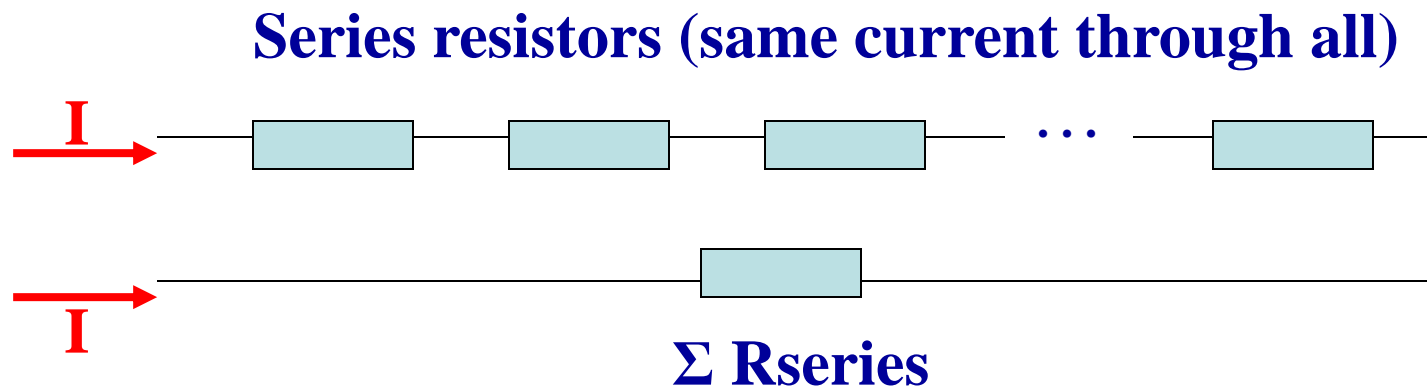 Series resistors (same current through all)
I
...
I
Σ Rseries